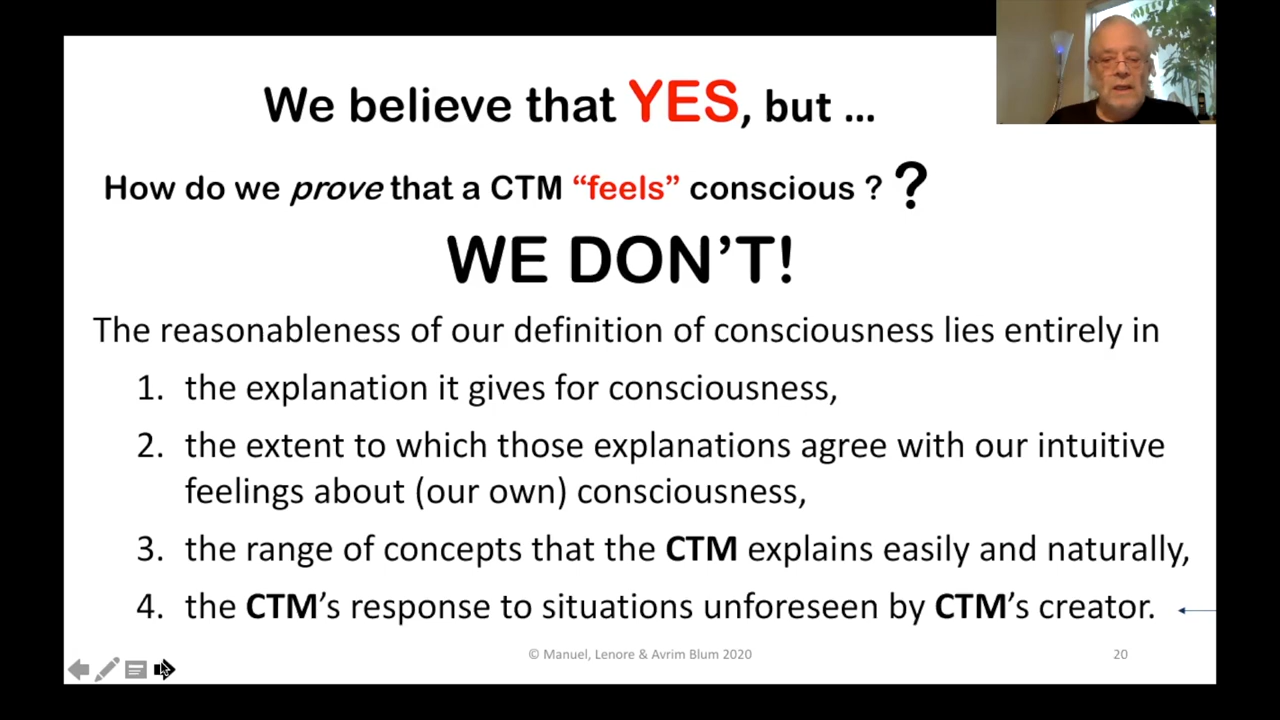 We believe that YES, but ...
How do we prove that a CTM “feels” conscious ? ?
WE DON’T!
The reasonableness of our definition of consciousness lies entirely in
1. the explanation it gives for consciousness,
2. the extent to which those explanations agree with our intuitive
feelings about (our own) consciousness,
3. the range of concepts that the CTM explains easily and naturally,
4. the CTM’s response to situations unforeseen by CTM’s creator.
© Manuel, Lenore & Avrim Blum 2020
20